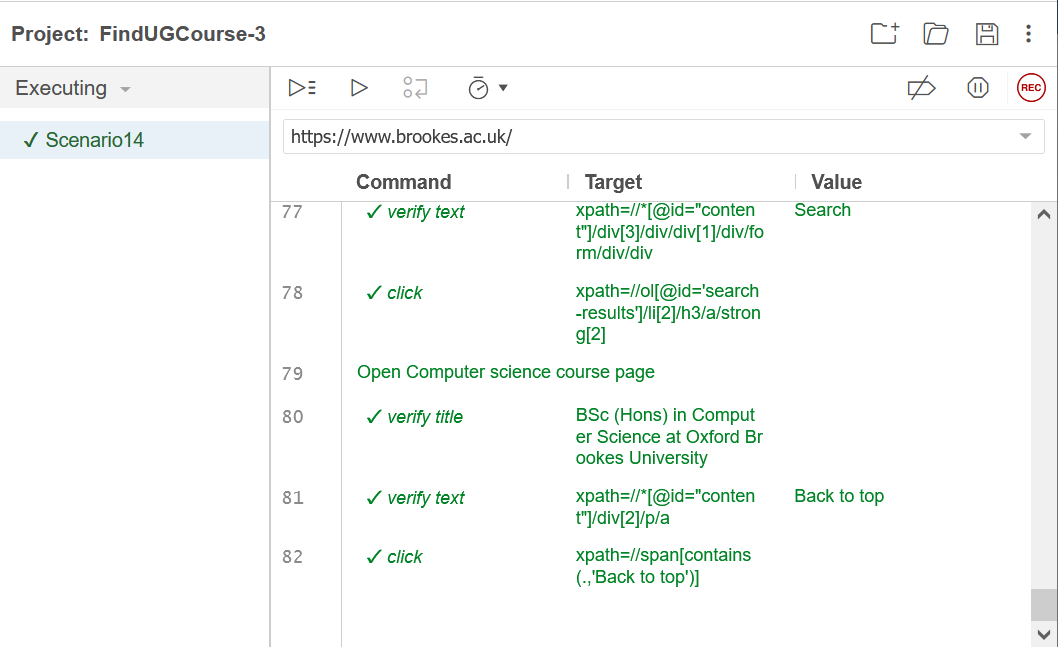 Project: FindUGCourse-3
Executing
✓ Scenario14
REC
https://www.brookes.ac.uk/
Command Target Value
77 ✓ verify text xpath=//*[@id="conten Search
t"]/div[3]/div/div[1]/div/fo
rm/div/div
78 ✓ click xpath=//ol[@id='search
-results']/li[2]/h3/a/stron
g[2]
79 Open Computer science course page
80 ✓ verify title BSc (Hons) in Comput
er Science at Oxford Br
ookes University
81 ✓ verify text xpath=//*[@id="conten Back to top
t"]/div[2]/p/a
82 ✓ click xpath=//span[contains
(.,'Back to top')]